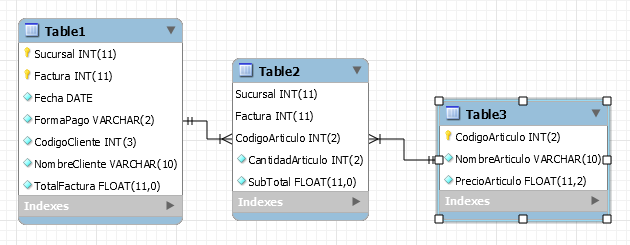 Table1
Sucursal INT(11)
Factura INT(11)
Fecha DATE
FormaPago VARCHAR(2)
CodigoCliente INT(3)
NombreCliente VARCHAR(10)
TotalFactura FLOAT(11,0)
Indexes
Table2
Sucursal INT(11)
Factura INT(11)
CodigoArticulo INT(2)
CantidadArticulo INT(2)
SubTotal FLOAT(11,0)
Indexes
Table3
CodigoArticulo INT(2)
NombreArticulo VARCHAR(10)
PrecioArticulo FLOAT(11,2)
Indexes